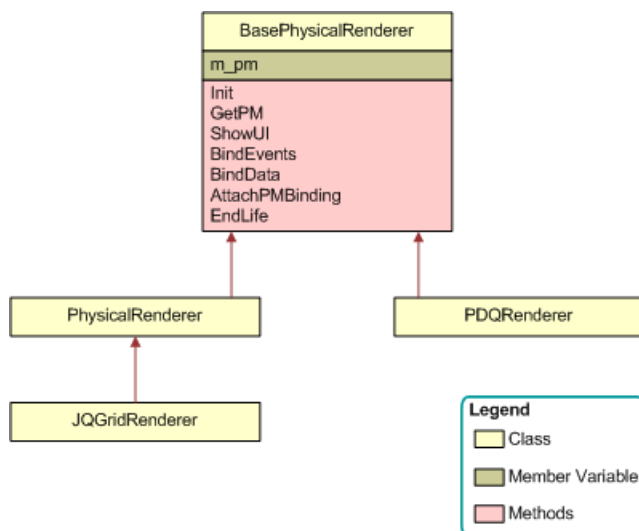 BasePhysicalRenderer
m_pm
Init
GetPM
ShowUI
BindEvents
BindData
AttachPMBinding
EndLife
PhysicalRenderer
PDQRenderer
JQGridRenderer
Legend
Class
Member Variable
Methods